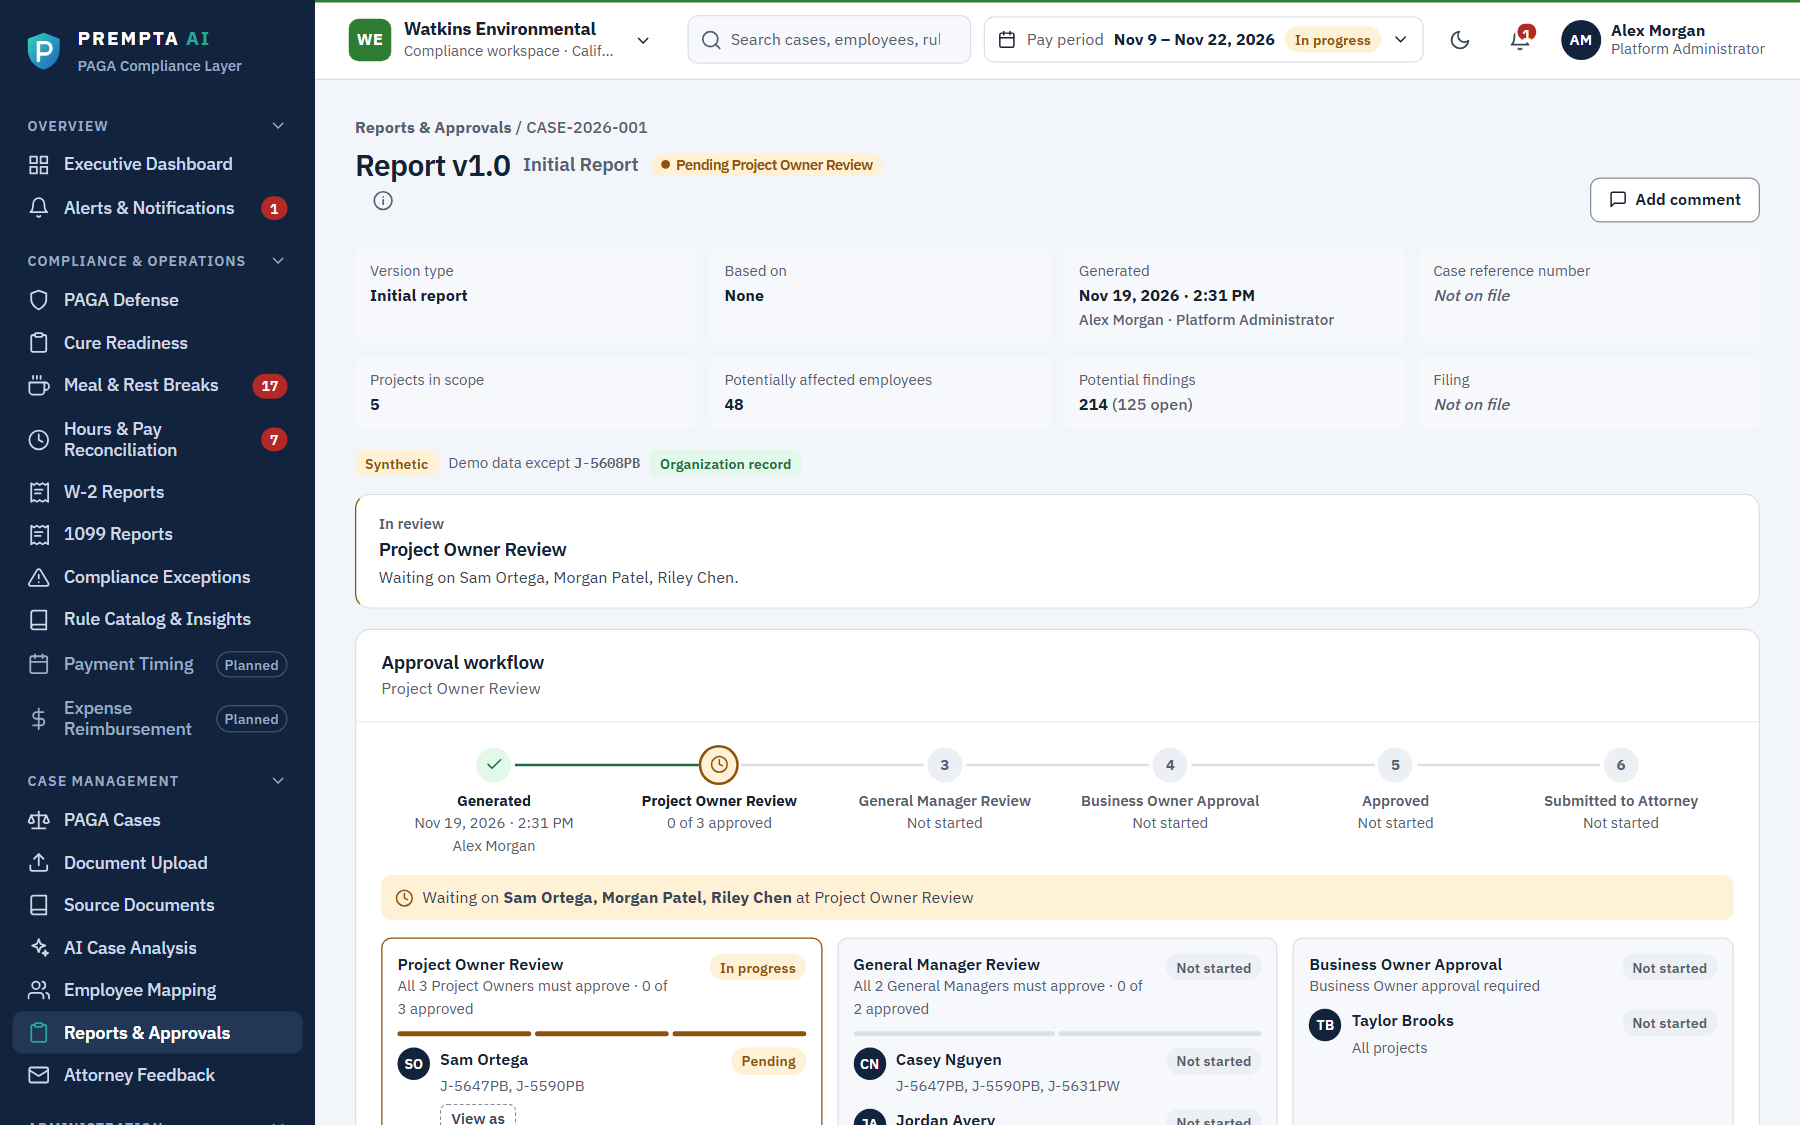 PREMPTA AI
PAGA Compliance Layer
OVERVIEW
Executive Dashboard
Alerts & Notifications 1
COMPLIANCE & OPERATIONS
PAGA Defense
Cure Readiness
Meal & Rest Breaks 17
Hours & Pay
Reconciliation 7
W-2 Reports
1099 Reports
Compliance Exceptions
Rule Catalog & Insights
Payment Timing Planned
Expense
Reimbursement Planned
CASE MANAGEMENT
PAGA Cases
Document Upload
Source Documents
AI Case Analysis
Employee Mapping
Reports & Approvals
Attorney Feedback
ADMINISTRATION
WE Watkins Environmental
Compliance workspace · Calif...
Search cases, employees, rul
Pay period Nov 9 – Nov 22, 2026 In progress
1
AM Alex Morgan
Platform Administrator
Reports & Approvals / CASE-2026-001
Report v1.0 Initial Report Pending Project Owner Review
Add comment
Version type
Initial report
Based on
None
Generated
Nov 19, 2026 · 2:31 PM
Alex Morgan · Platform Administrator
Case reference number
Not on file
Projects in scope
5
Potentially affected employees
48
Potential findings
214 (125 open)
Filing
Not on file
Synthetic Demo data except J-5608PB Organization record
In review
Project Owner Review
Waiting on Sam Ortega, Morgan Patel, Riley Chen.
Approval workflow
Project Owner Review
3 4 5 6
Generated
Nov 19, 2026 · 2:31 PM
Alex Morgan
Project Owner Review
0 of 3 approved
General Manager Review
Not started
Business Owner Approval
Not started
Approved
Not started
Submitted to Attorney
Not started
Waiting on Sam Ortega, Morgan Patel, Riley Chen at Project Owner Review
Project Owner Review In progress
All 3 Project Owners must approve · 0 of
3 approved
SO Sam Ortega Pending
J-5647PB, J-5590PB
View as
General Manager Review Not started
All 2 General Managers must approve · 0 of
2 approved
CN Casey Nguyen Not started
J-5647PB, J-5590PB, J-5631PW
JA Jordan Avery Not started
Business Owner Approval Not started
Business Owner approval required
TB Taylor Brooks Not started
All projects